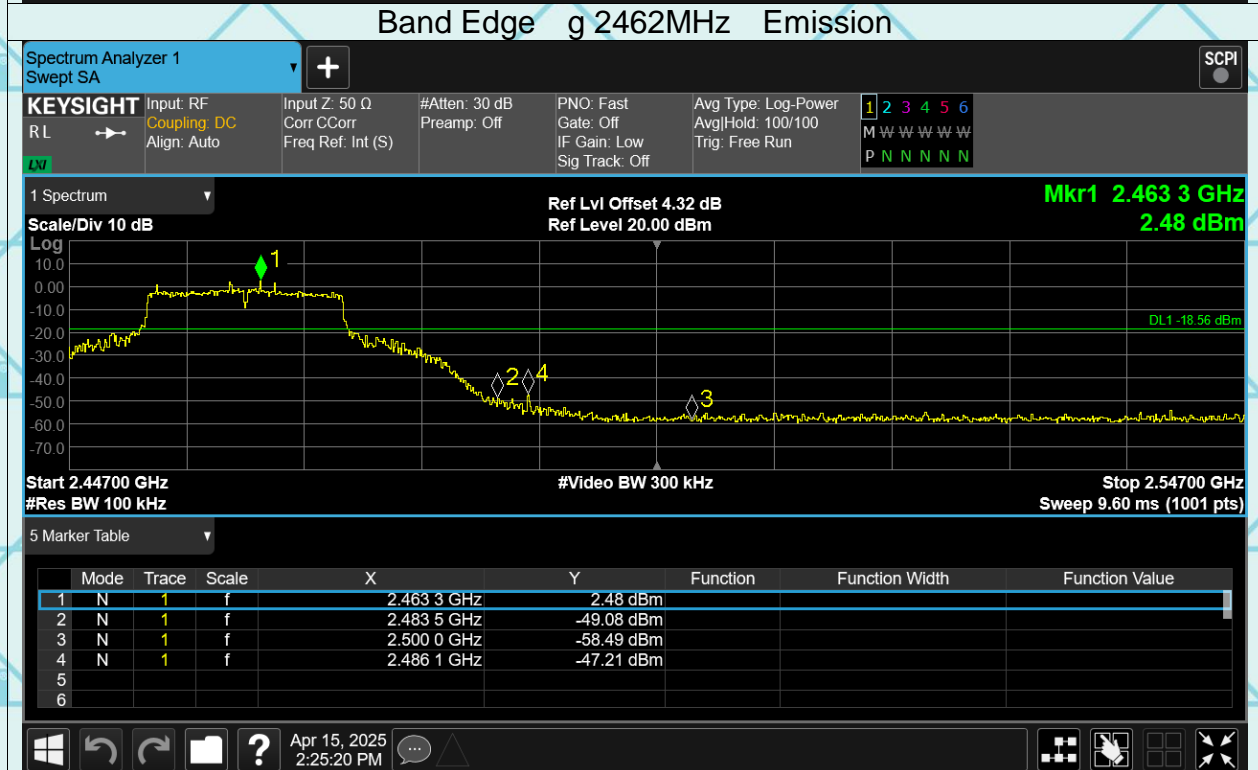 Band Edge g 2462MHz Emission
Spectrum Analyzer 1
Swept SA
SCPI
KEYSIGHT
R L
LXI
Input: RF
Coupling: DC
Align: Auto
Input Z: 50 Ω
Corr CCorr
Freq Ref: Int (S)
#Atten: 30 dB
Preamp: Off
PNO: Fast
Gate: Off
IF Gain: Low
Sig Track: Off
Avg Type: Log-Power
Avg|Hold: 100/100
Trig: Free Run
1 2 3 4 5 6
M W W W W W
P N N N N N
1 Spectrum
Scale/Div 10 dB
Ref Lvl Offset 4.32 dB
Ref Level 20.00 dBm
Mkr1 2.463 3 GHz
2.48 dBm
Log
10.0
0.00
-10.0
-20.0
-30.0
-40.0
-50.0
-60.0
-70.0
1
DL1 -18.56 dBm
2
4
3
Start 2.44700 GHz
#Video BW 300 kHz
Stop 2.54700 GHz
#Res BW 100 kHz
Sweep 9.60 ms (1001 pts)
5 Marker Table
Mode Trace Scale X Y Function Function Width Function Value
1 N 1 f 2.463 3 GHz 2.48 dBm
2 N 1 f 2.483 5 GHz -49.08 dBm
3 N 1 f 2.500 0 GHz -58.49 dBm
4 N 1 f 2.486 1 GHz -47.21 dBm
5
6
?
Apr 15, 2025
2:25:20 PM